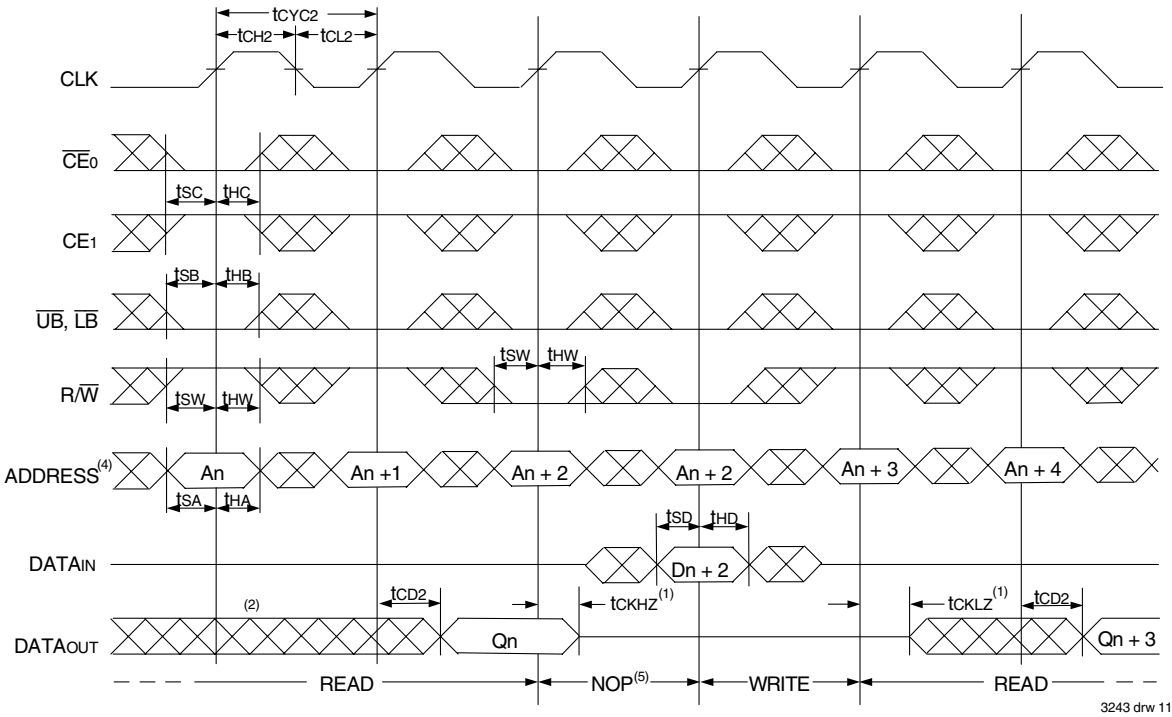 tCYC2
tCH2 tCL2
CLK
CE0
tSC tHC
CE1
tSB tHB
UB, LB
tSW tHW
R/W
tSW tHW
ADDRESS(4) An An +1 An + 2 An + 2 An + 3 An + 4
tSA tHA
tSD tHD
DATAIN Dn + 2
tCD2 tCKHZ(1) tCKLZ(1) tCD2
(2)
DATAOUT Qn Qn + 3
READ NOP(5) WRITE READ
3243 drw 11